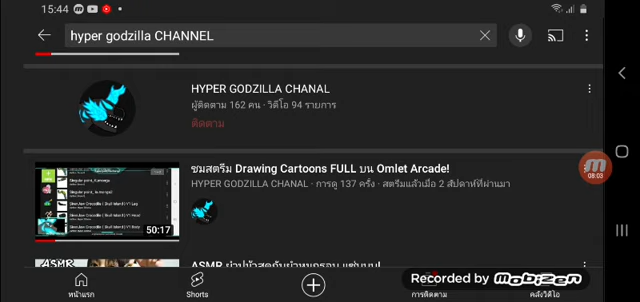 15:44
hyper godzilla CHANNEL
HYPER GODZILLA CHANAL
ผู้ติดตาม 162 คน · วิดีโอ 94 รายการ
ติดตาม
ชมสตรีม Drawing Cartoons FULL บน Omlet Arcade!
HYPER GODZILLA CHANAL · การดู 137 ครั้ง · สตรีมแล้วเมื่อ 2 สัปดาห์ที่ผ่านมา
50:17
08:03
ASMR
Recorded by MOBIZEN
หน้าแรก
Shorts
การติดตาม
คลังวิดีโอ